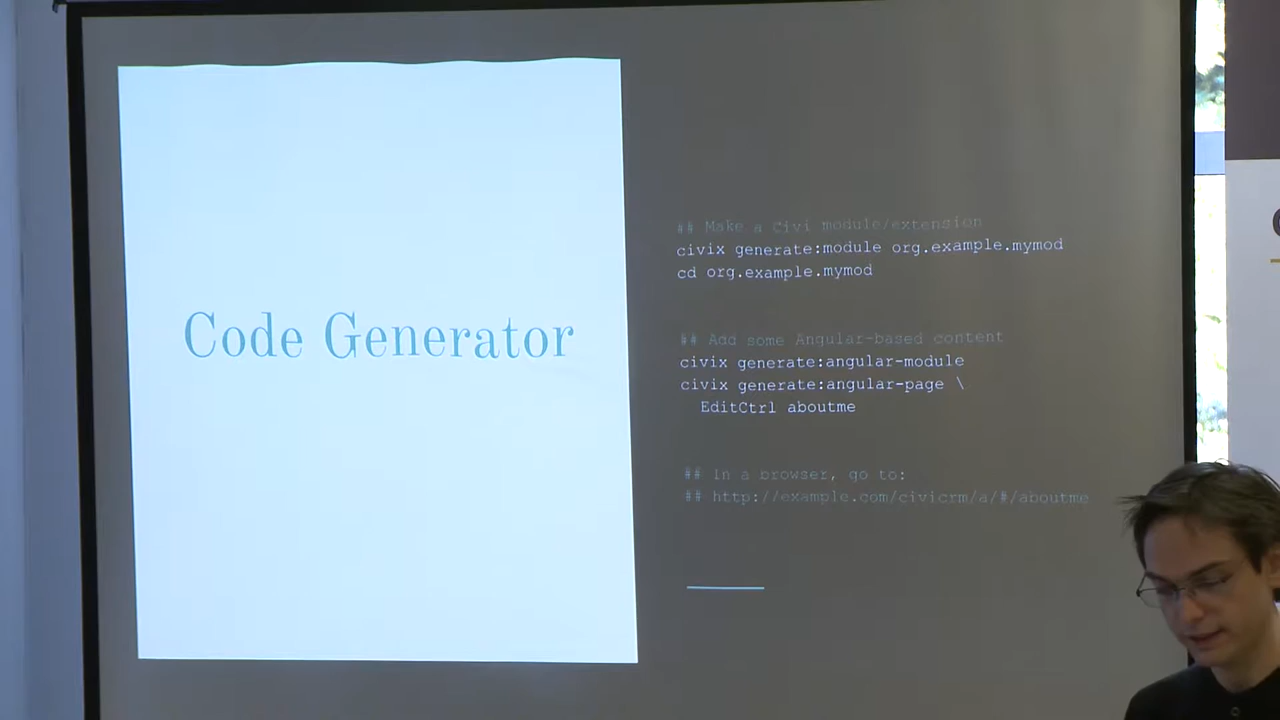 Code Generator
## Make a Civi module/extension
civix generate:module org.example.mymod
cd org.example.mymod
## Add some Angular-based content
civix generate:angular-module
civix generate:angular-page \
EditCtrl aboutme
## In a browser, go to:
## http://example.com/civicrm/a/#/aboutme